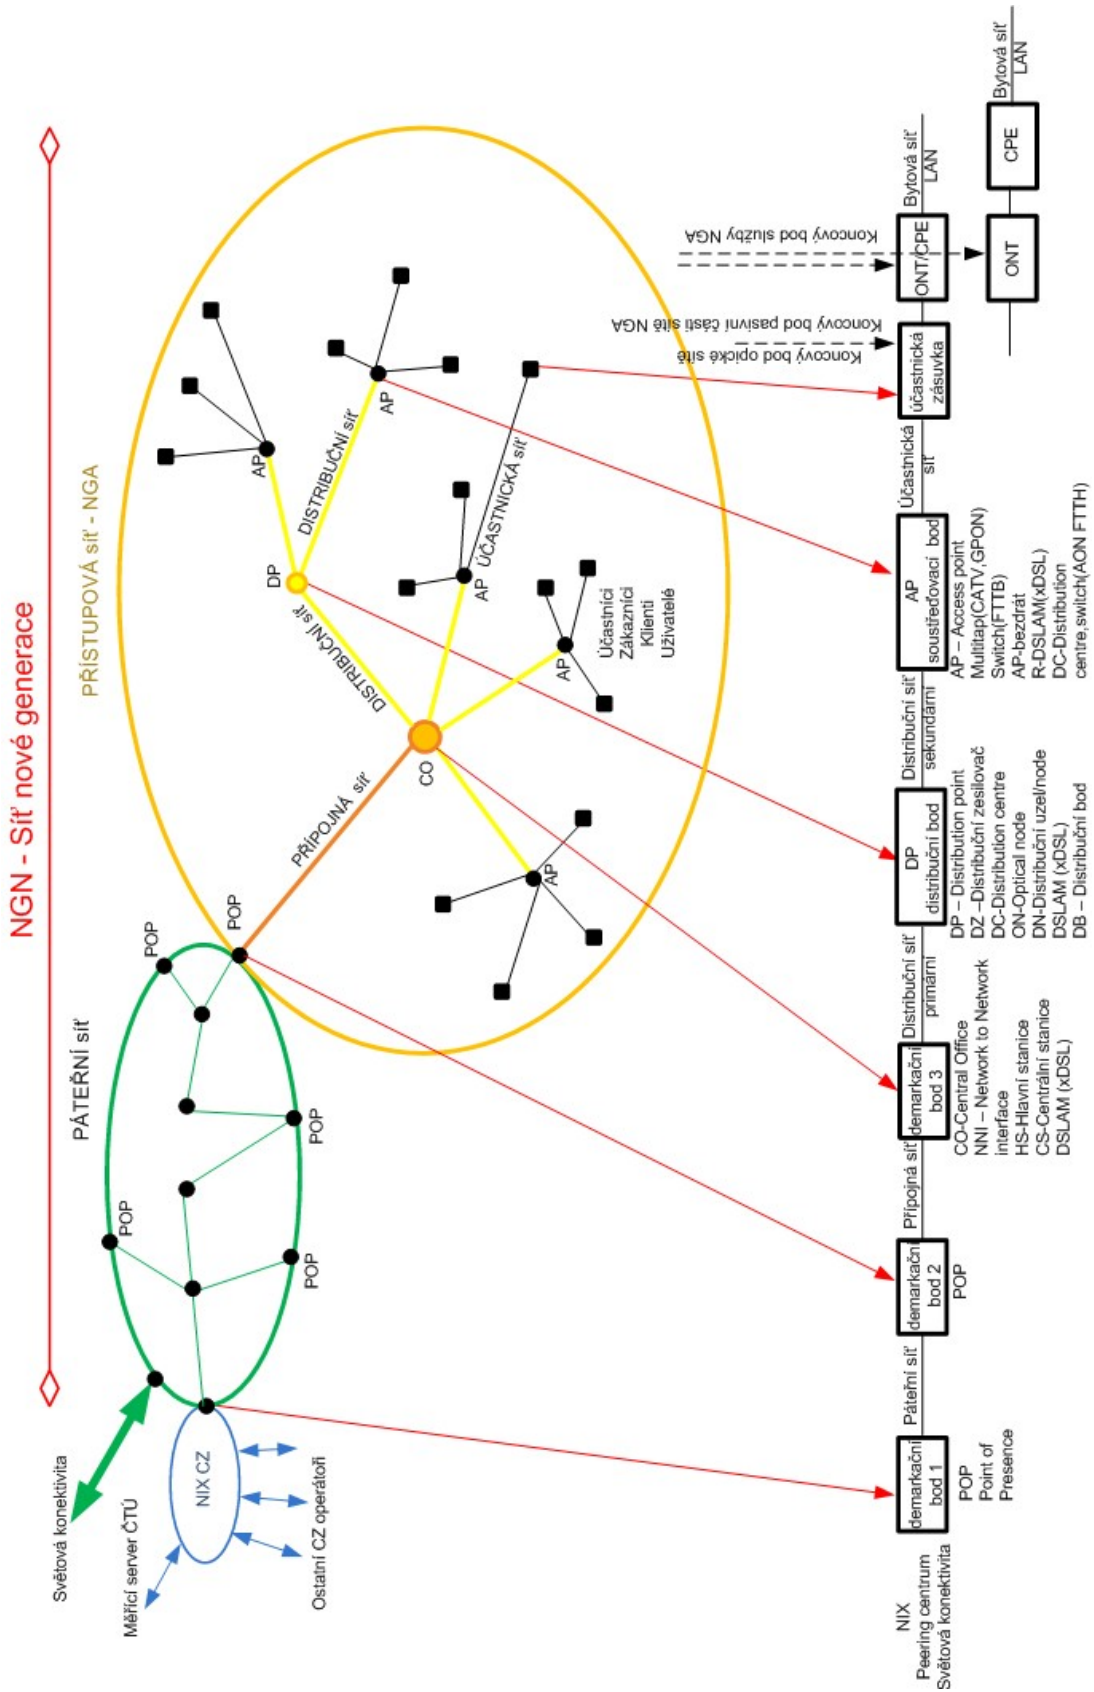 NGN - Síť nové generace
PŘÍSTUPOVÁ síť - NGA
PÁTEŘNÍ síť
Světová konektivita
Měřící server ČTÚ
NIX CZ
Ostatní CZ operátoři
POP
POP
POP
POP
POP
PŘÍPOJNÁ síť
CO
DISTRIBUČNÍ síť
DP
DISTRIBUČNÍ síť
AP
AP
AP
ÚČASTNICKÁ síť
AP
AP
Účastníci
Zákazníci
Klienti
Uživatelé
NIX
Peering centrum
Světová konektivita
demarkační
bod 1
POP
Point of
Presence
Páteřní síť
demarkační
bod 2
POP
Přípojná síť
demarkační
bod 3
CO-Central Office
NNI – Network to Network
interface
HS-Hlavní stanice
CS-Centrální stanice
DSLAM (xDSL)
Distribuční síť
primární
DP
distribuční bod
DP – Distribution point
DZ –Distribuční zesilovač
DC-Distribution centre
ON-Optical node
DN-Distribuční uzel/node
DSLAM (xDSL)
DB – Distribuční bod
Distribuční síť
sekundární
AP
soustřeďovací bod
AP – Access point
Multitap(CATV,GPON)
Switch(FTTB)
AP-bezdrát
R-DSLAM(xDSL)
DC-Distribution
centre,switch(AON FTTH)
Účastnická
síť
účastnická
zásuvka
Koncový bod opické sítě
Koncový bod pasivní části sítě NGA
Koncový bod služby NGA
ONT/CPE
Bytová síť
LAN
ONT
CPE
Bytová síť
LAN